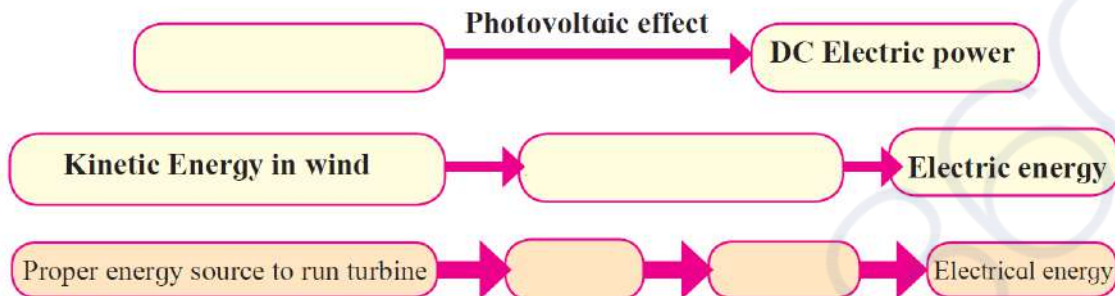 Photovoltaic effect
DC Electric power
Kinetic Energy in wind
Electric energy
Proper energy source to run turbine
Electrical energy